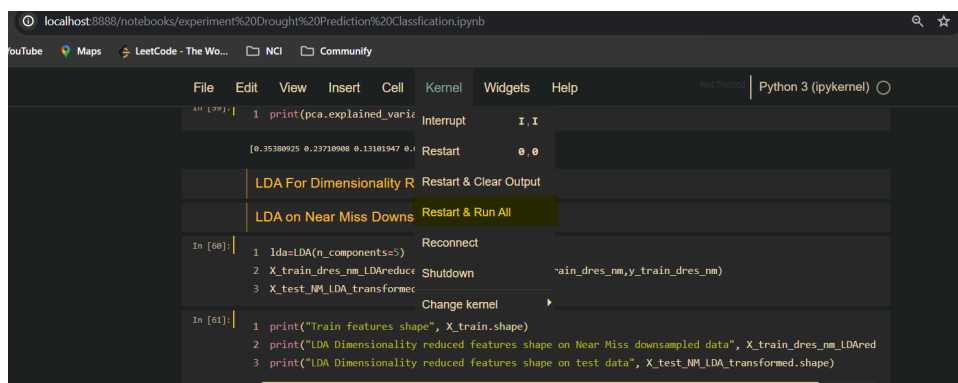 localhost:8888/notebooks/experiment%20Drought%20Prediction%20Classfication.ipynb
YouTube Maps LeetCode - The Wo... NCI Communify
File Edit View Insert Cell Kernel Widgets Help Not Trusted Python 3 (ipykernel)
In [59]: 1 print(pca.explained_varia
Interrupt I,I
[0.35380925 0.23710908 0.13101947 0.
Restart 0,0
LDA For Dimensionality R
Restart & Clear Output
LDA on Near Miss Downs
Restart & Run All
Reconnect
In [60]: 1 lda=LDA(n_components=5)
2 X_train_dres_nm_LDAreduce
Shutdown
rain_dres_nm,y_train_dres_nm)
3 X_test_NM_LDA_transformed
Change kernel
In [61]: 1 print("Train features shape", X_train.shape)
2 print("LDA Dimensionality reduced features shape on Near Miss downsampled data", X_train_dres_nm_LDAred
3 print("LDA Dimensionality reduced features shape on test data", X_test_NM_LDA_transformed.shape)